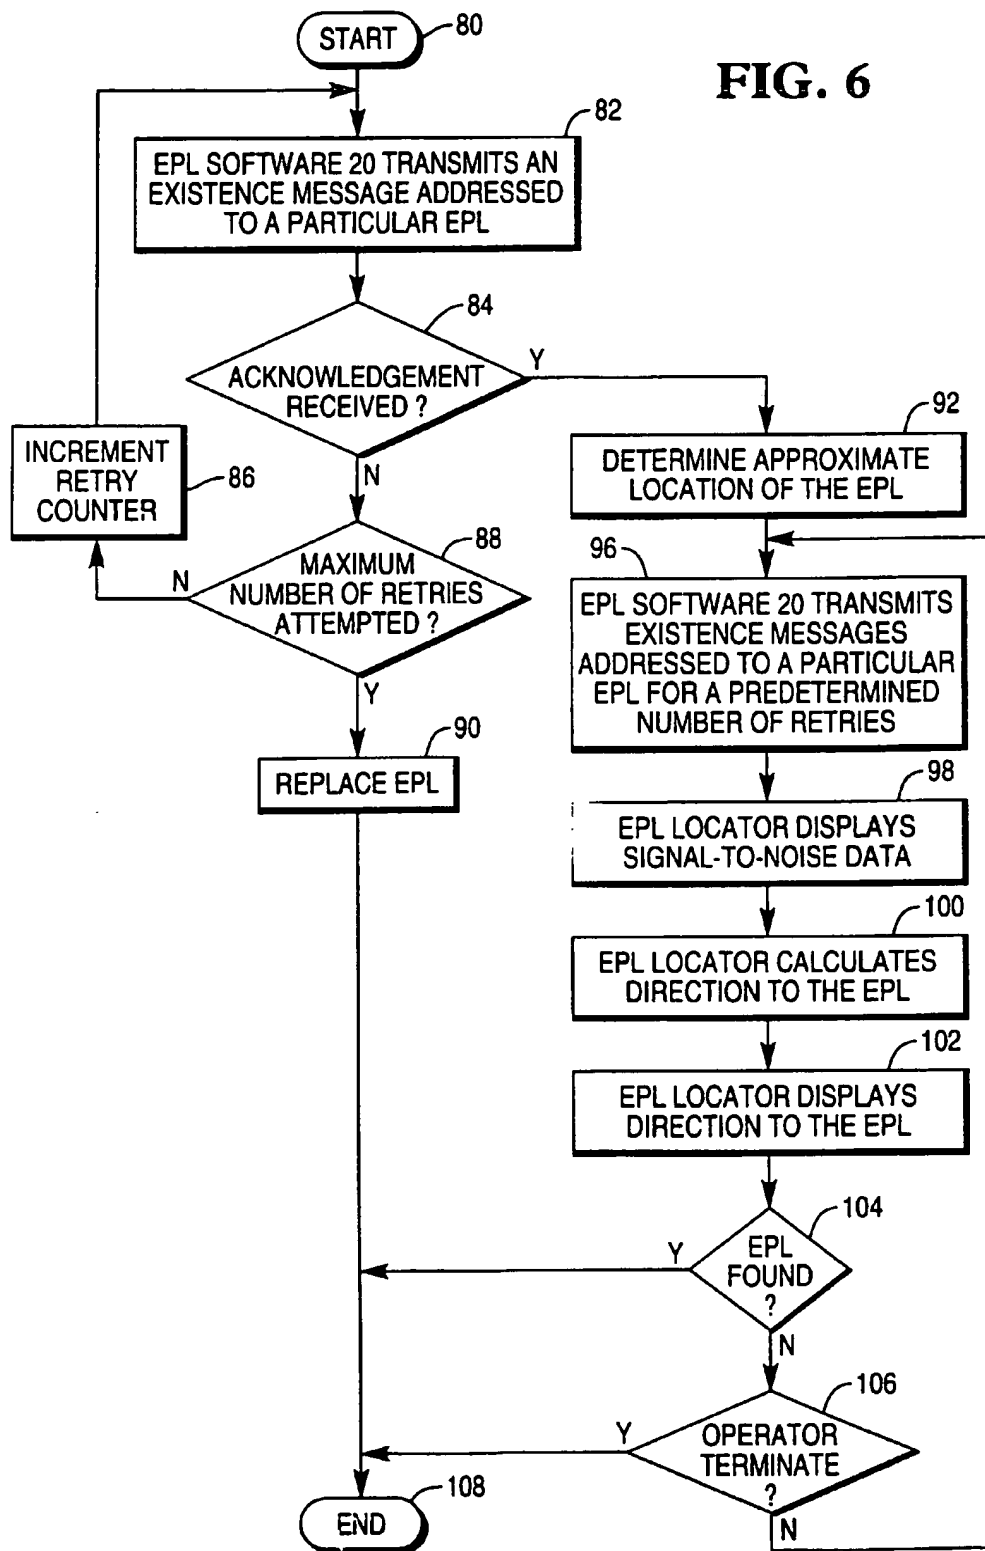 START
80
FIG. 6
82
EPL SOFTWARE 20 TRANSMITS AN
EXISTENCE MESSAGE ADDRESSED
TO A PARTICULAR EPL
84
ACKNOWLEDGEMENT
RECEIVED ?
Y
N
INCREMENT
RETRY
COUNTER
86
88
MAXIMUM
NUMBER OF RETRIES
ATTEMPTED ?
N
Y
90
REPLACE EPL
92
DETERMINE APPROXIMATE
LOCATION OF THE EPL
96
EPL SOFTWARE 20 TRANSMITS
EXISTENCE MESSAGES
ADDRESSED TO A PARTICULAR
EPL FOR A PREDETERMINED
NUMBER OF RETRIES
98
EPL LOCATOR DISPLAYS
SIGNAL-TO-NOISE DATA
100
EPL LOCATOR CALCULATES
DIRECTION TO THE EPL
102
EPL LOCATOR DISPLAYS
DIRECTION TO THE EPL
104
EPL
FOUND
?
Y
N
106
OPERATOR
TERMINATE
?
Y
N
END
108